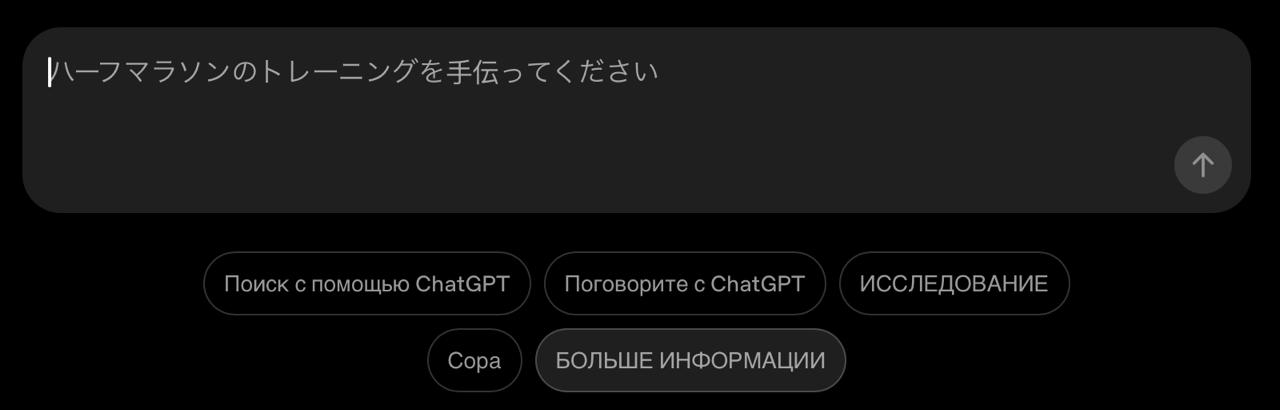 ハーフマラソンのトレーニングを手伝ってください
Поиск с помощью ChatGPT
Поговорите с ChatGPT
ИССЛЕДОВАНИЕ
Сора
БОЛЬШЕ ИНФОРМАЦИИ